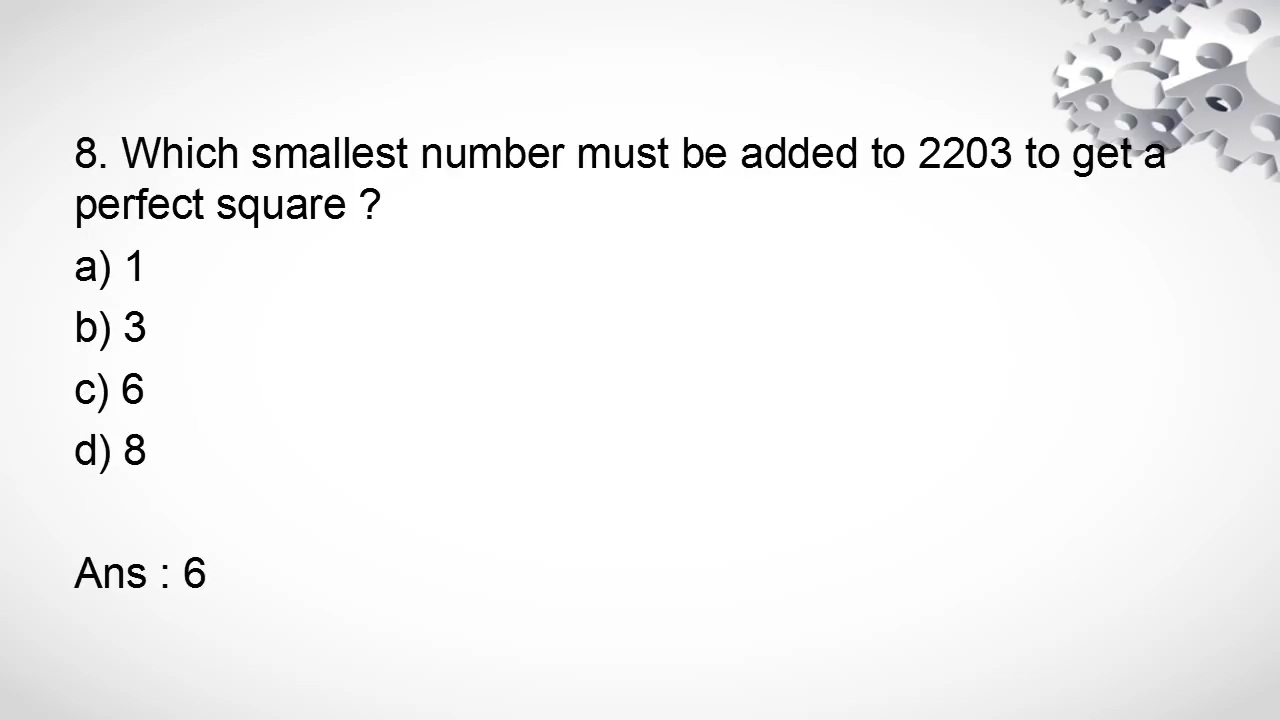 8. Which smallest number must be added to 2203 to get a
perfect square ?
a) 1
b) 3
c) 6
d) 8
Ans : 6